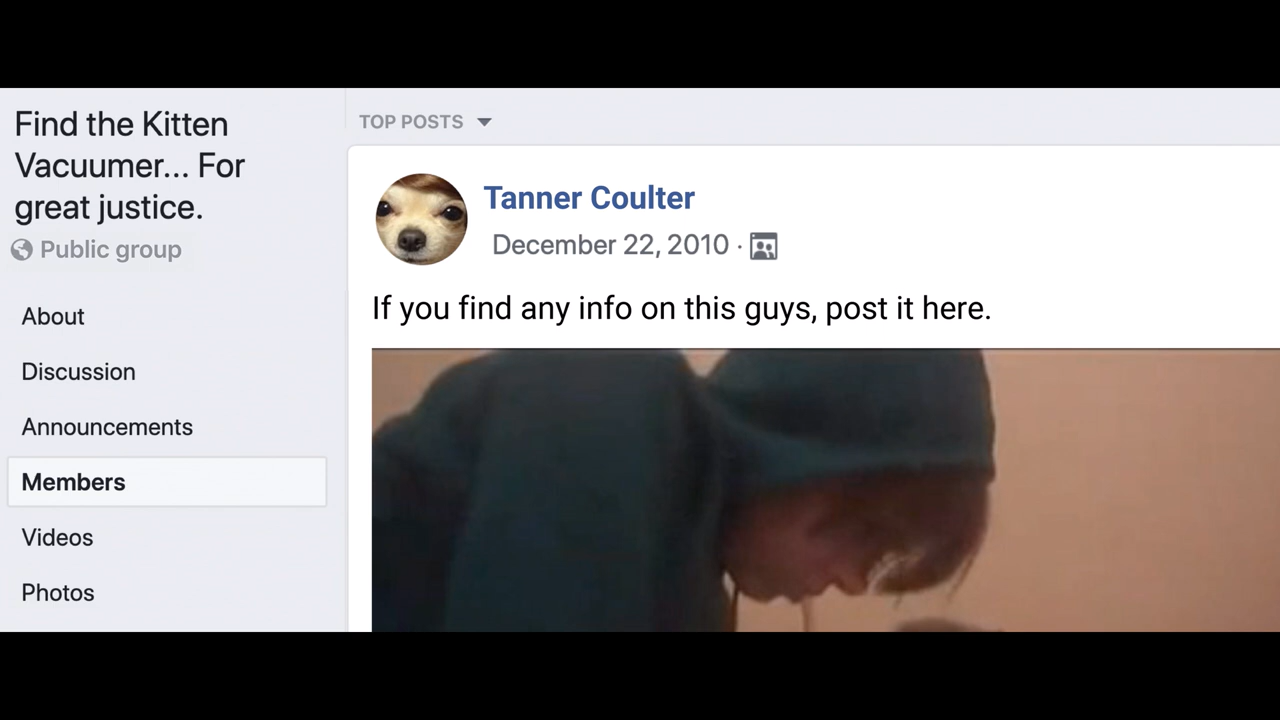 Find the Kitten
Vacuumer... For
great justice.
Public group
About
Discussion
Announcements
Members
Videos
Photos
TOP POSTS
Tanner Coulter
December 22, 2010 ·
If you find any info on this guys, post it here.